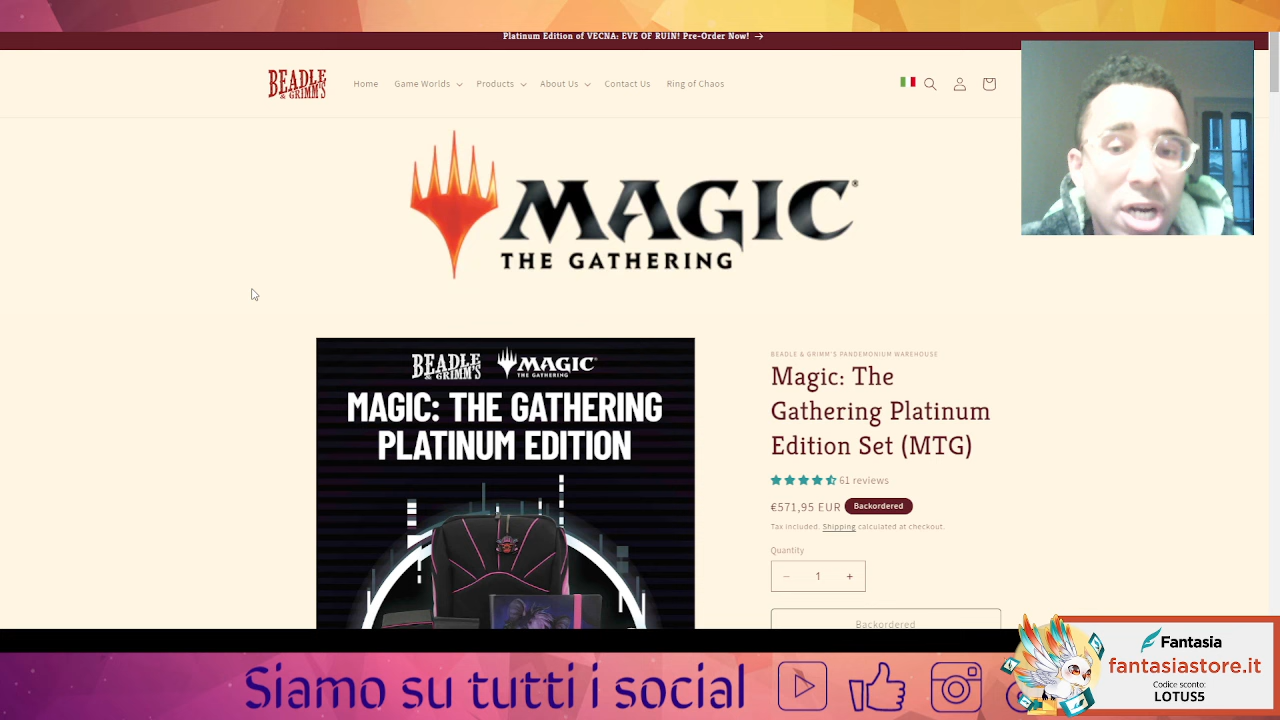 Platinum Edition of VECNA: EVE OF RUIN! Pre-Order Now! →
BEADLE
& GRIMM'S
Home
Game Worlds
Products
About Us
Contact Us
Ring of Chaos
MAGIC®
THE GATHERING
BEADLE
& GRIMM'S
MAGIC
THE GATHERING
MAGIC: THE GATHERING
PLATINUM EDITION
BEADLE & GRIMM'S PANDEMONIUM WAREHOUSE
Magic: The
Gathering Platinum
Edition Set (MTG)
61 reviews
€571,95 EUR Backordered
Tax included. Shipping calculated at checkout.
Quantity
− 1 +
Backordered
Siamo su tutti i social
Fantasia
fantasiastore.it
Codice sconto:
LOTUS5